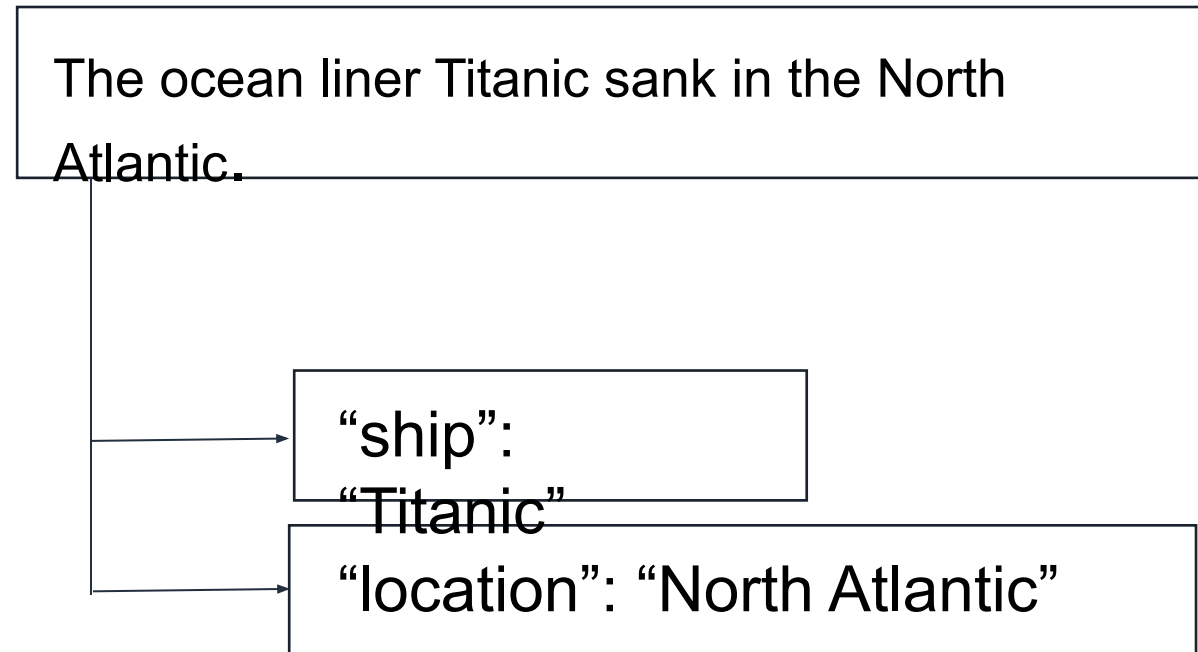 The ocean liner Titanic sank in the North
Atlantic.
“ship”:
“Titanic”
“location”: “North Atlantic”